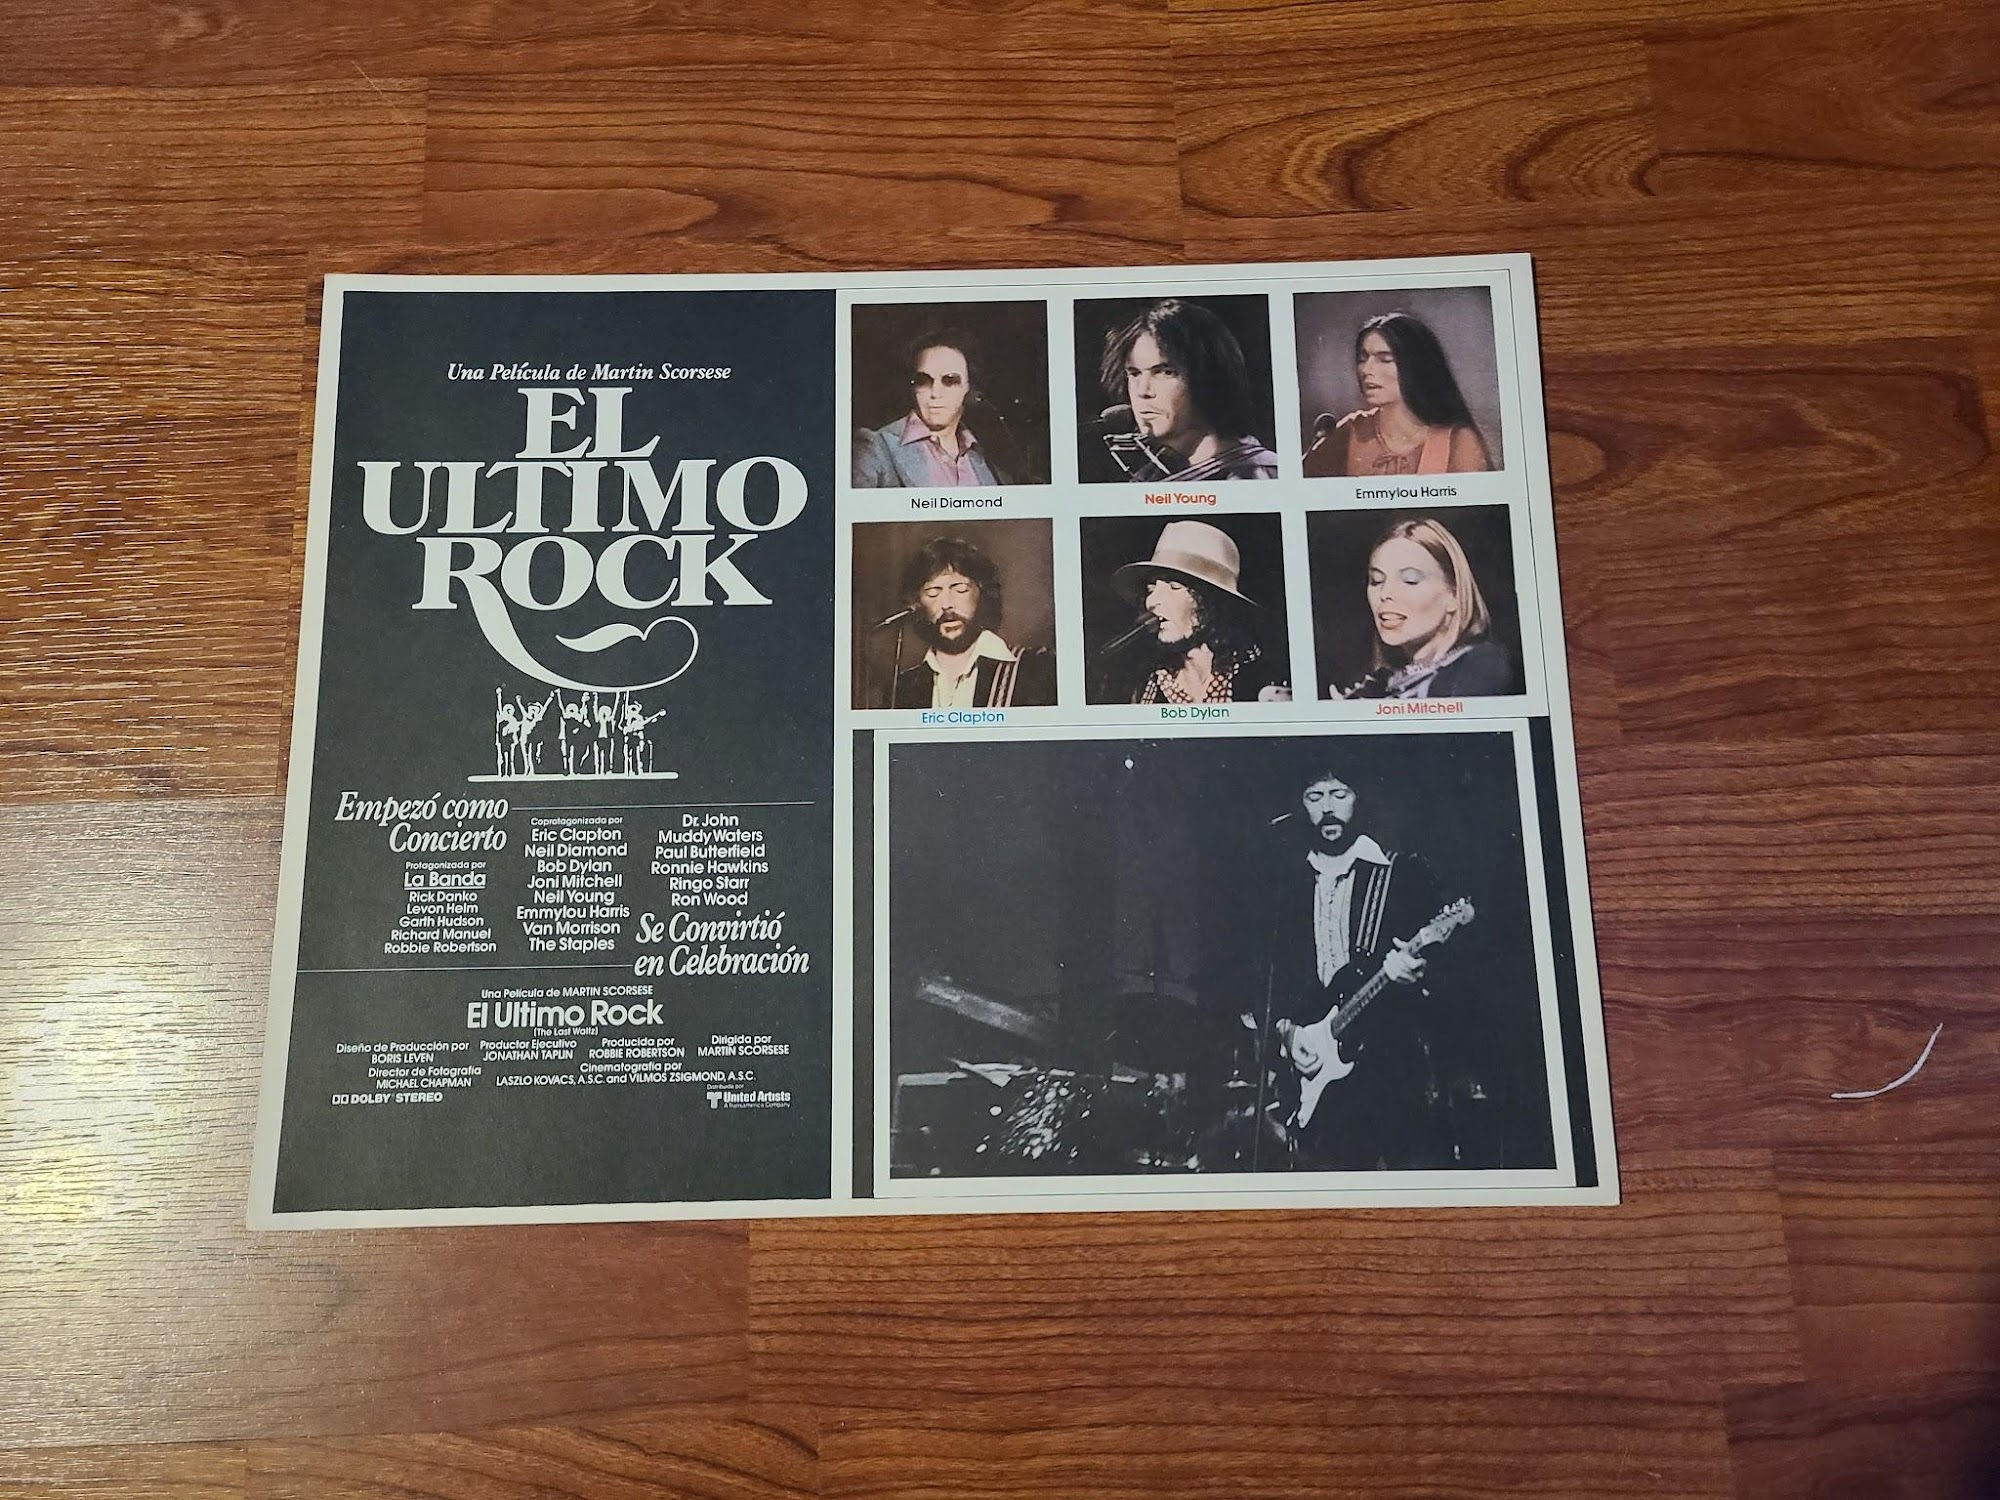 Una Película de Martin Scorsese
EL
ULTIMO
ROCK
Empezó como
Concierto
Protagonizada por
La Banda
Rick Danko
Levon Helm
Garth Hudson
Richard Manuel
Robbie Robertson
Coprotagonizada por
Eric Clapton
Neil Diamond
Bob Dylan
Joni Mitchell
Neil Young
Emmylou Harris
Van Morrison
The Staples
Dr. John
Muddy Waters
Paul Butterfield
Ronnie Hawkins
Ringo Starr
Ron Wood
Se Convirtió
en Celebración
Una Película de MARTIN SCORSESE
El Ultimo Rock
(The Last Waltz)
Diseño de Producción por
BORIS LEVEN
Productor Ejecutivo
JONATHAN TAPLIN
Producida por
ROBBIE ROBERTSON
Dirigida por
MARTIN SCORSESE
Director de Fotografía
MICHAEL CHAPMAN
Cinematografía por
LASZLO KOVACS, A.S.C. and VILMOS ZSIGMOND, A.S.C.
DOLBY STEREO
Distribuida por
United Artists
A Transamerica Company
Neil Diamond
Neil Young
Emmylou Harris
Eric Clapton
Bob Dylan
Joni Mitchell